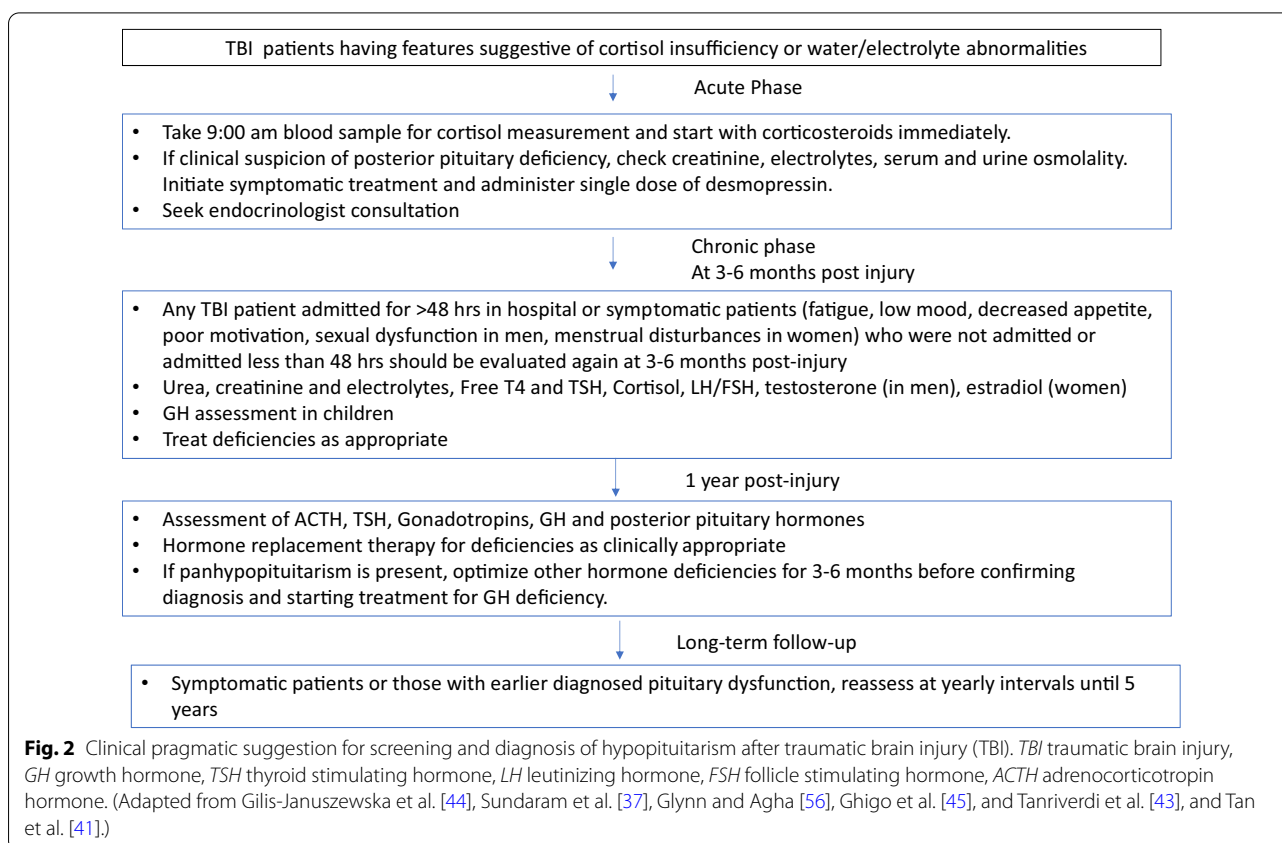 TBI patients having features suggestive of cortisol insufficiency or water/electrolyte abnormalities
Acute Phase
• Take 9:00 am blood sample for cortisol measurement and start with corticosteroids immediately.
• If clinical suspicion of posterior pituitary deficiency, check creatinine, electrolytes, serum and urine osmolality.
Initiate symptomatic treatment and administer single dose of desmopressin.
• Seek endocrinologist consultation
Chronic phase
At 3-6 months post injury
• Any TBI patient admitted for >48 hrs in hospital or symptomatic patients (fatigue, low mood, decreased appetite,
poor motivation, sexual dysfunction in men, menstrual disturbances in women) who were not admitted or
admitted less than 48 hrs should be evaluated again at 3-6 months post-injury
• Urea, creatinine and electrolytes, Free T4 and TSH, Cortisol, LH/FSH, testosterone (in men), estradiol (women)
• GH assessment in children
• Treat deficiencies as appropriate
1 year post-injury
• Assessment of ACTH, TSH, Gonadotropins, GH and posterior pituitary hormones
• Hormone replacement therapy for deficiencies as clinically appropriate
• If panhypopituitarism is present, optimize other hormone deficiencies for 3-6 months before confirming
diagnosis and starting treatment for GH deficiency.
Long-term follow-up
• Symptomatic patients or those with earlier diagnosed pituitary dysfunction, reassess at yearly intervals until 5
years
Fig. 2 Clinical pragmatic suggestion for screening and diagnosis of hypopituitarism after traumatic brain injury (TBI). TBI traumatic brain injury,
GH growth hormone, TSH thyroid stimulating hormone, LH leutinizing hormone, FSH follicle stimulating hormone, ACTH adrenocorticotropin
hormone. (Adapted from Gilis-Januszewska et al. [44], Sundaram et al. [37], Glynn and Agha [56], Ghigo et al. [45], and Tanriverdi et al. [43], and Tan
et al. [41].)